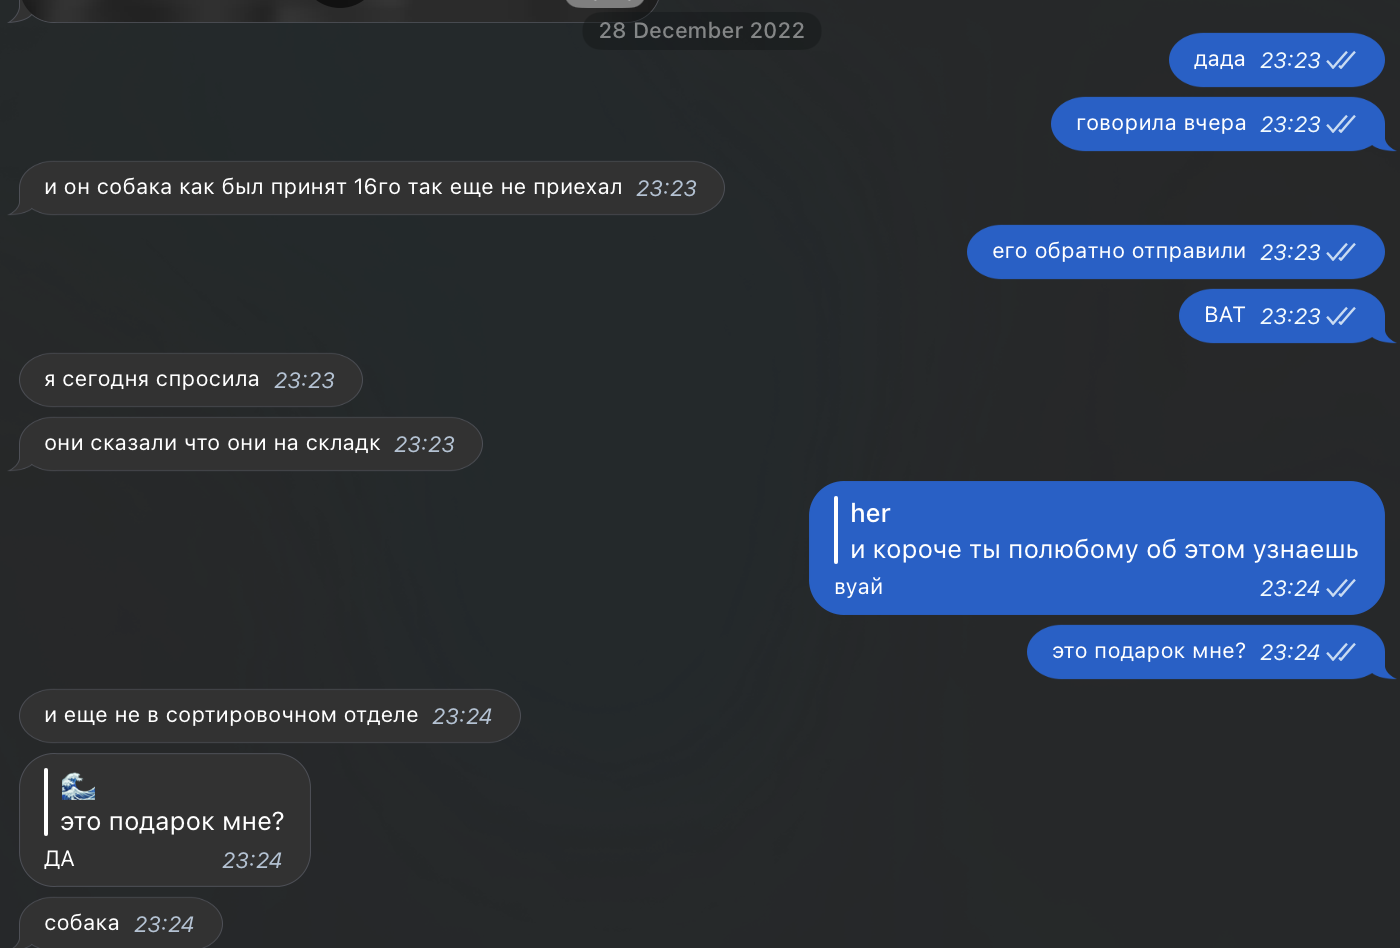 28 December 2022
дада 23:23
говорила вчера 23:23
и он собака как был принят 16го так еще не приехал 23:23
его обратно отправили 23:23
ВАТ 23:23
я сегодня спросила 23:23
они сказали что они на складк 23:23
her
и короче ты полюбому об этом узнаешь
вуай 23:24
это подарок мне? 23:24
и еще не в сортировочном отделе 23:24
🌊
это подарок мне?
ДА 23:24
собака 23:24